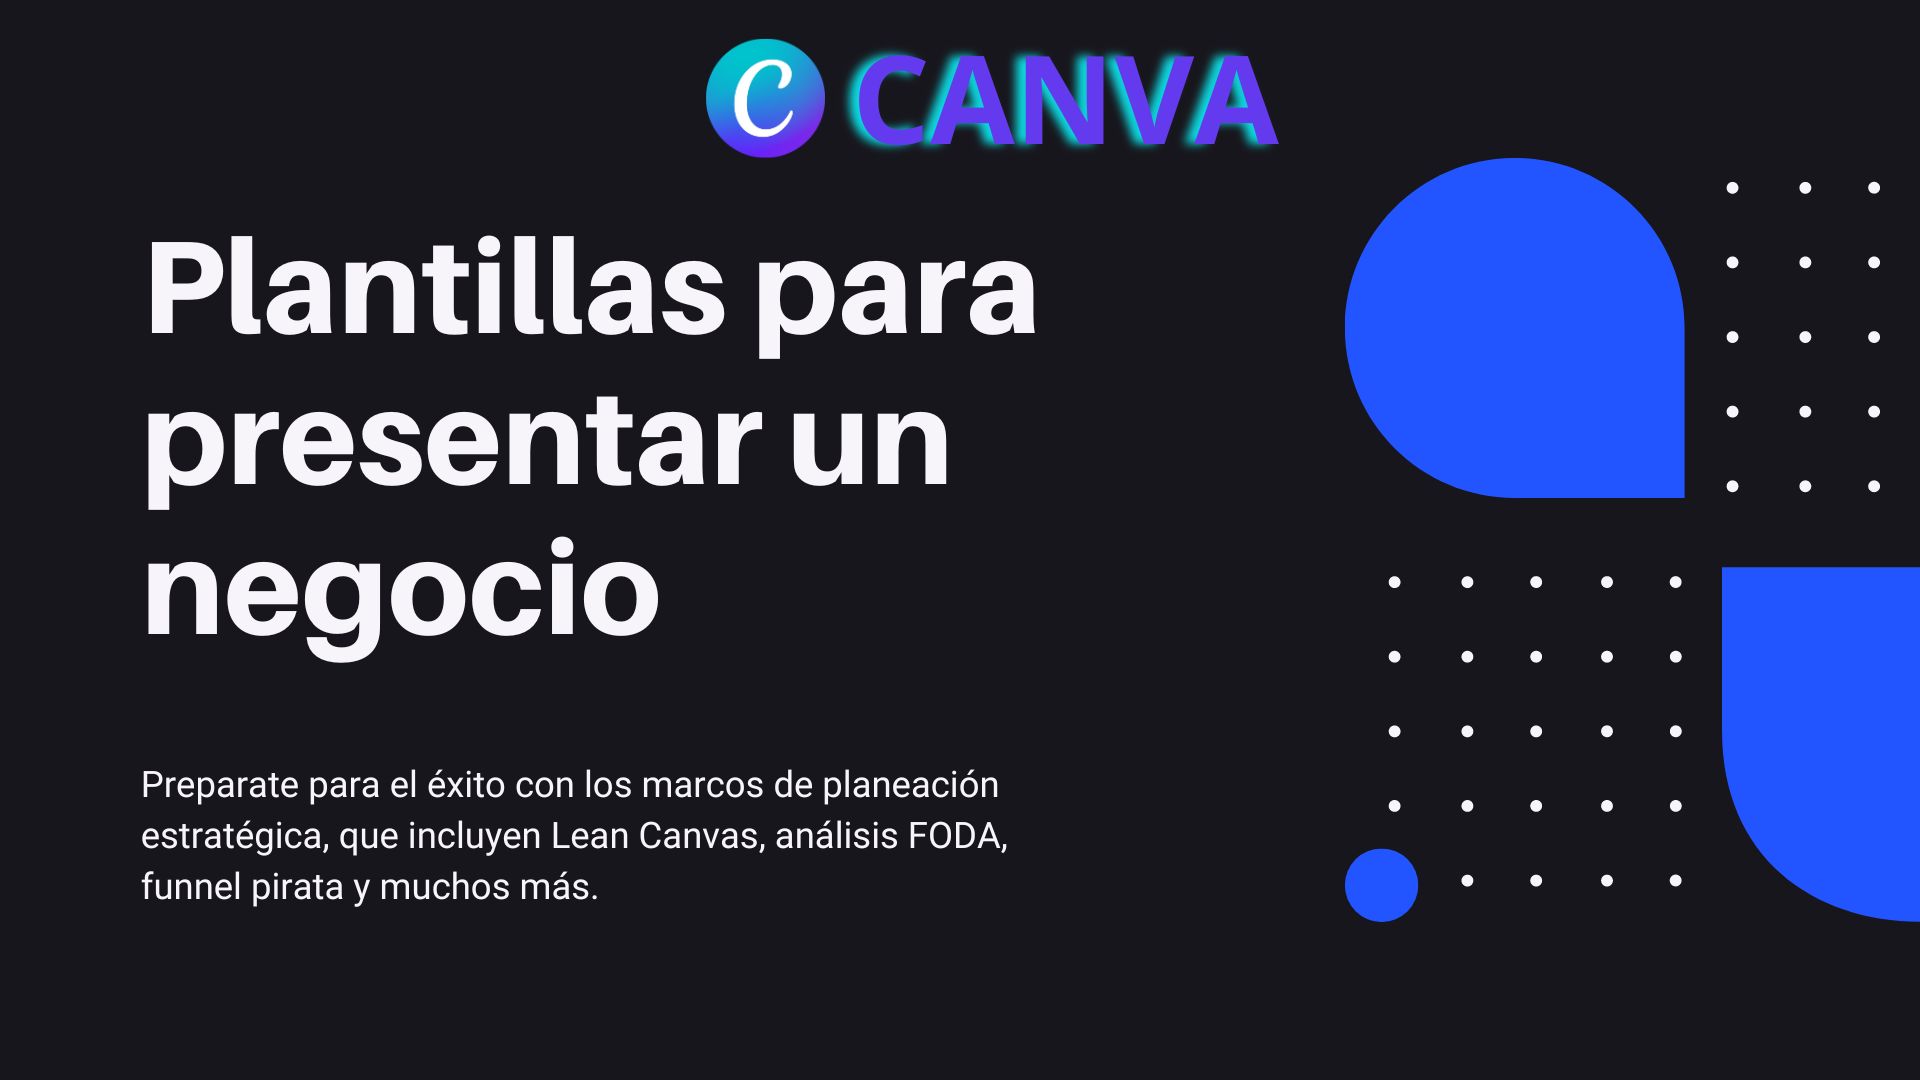 C CANVA
Plantillas para
presentar un
negocio
Preparate para el éxito con los marcos de planeación
estratégica, que incluyen Lean Canvas, análisis FODA,
funnel pirata y muchos más.